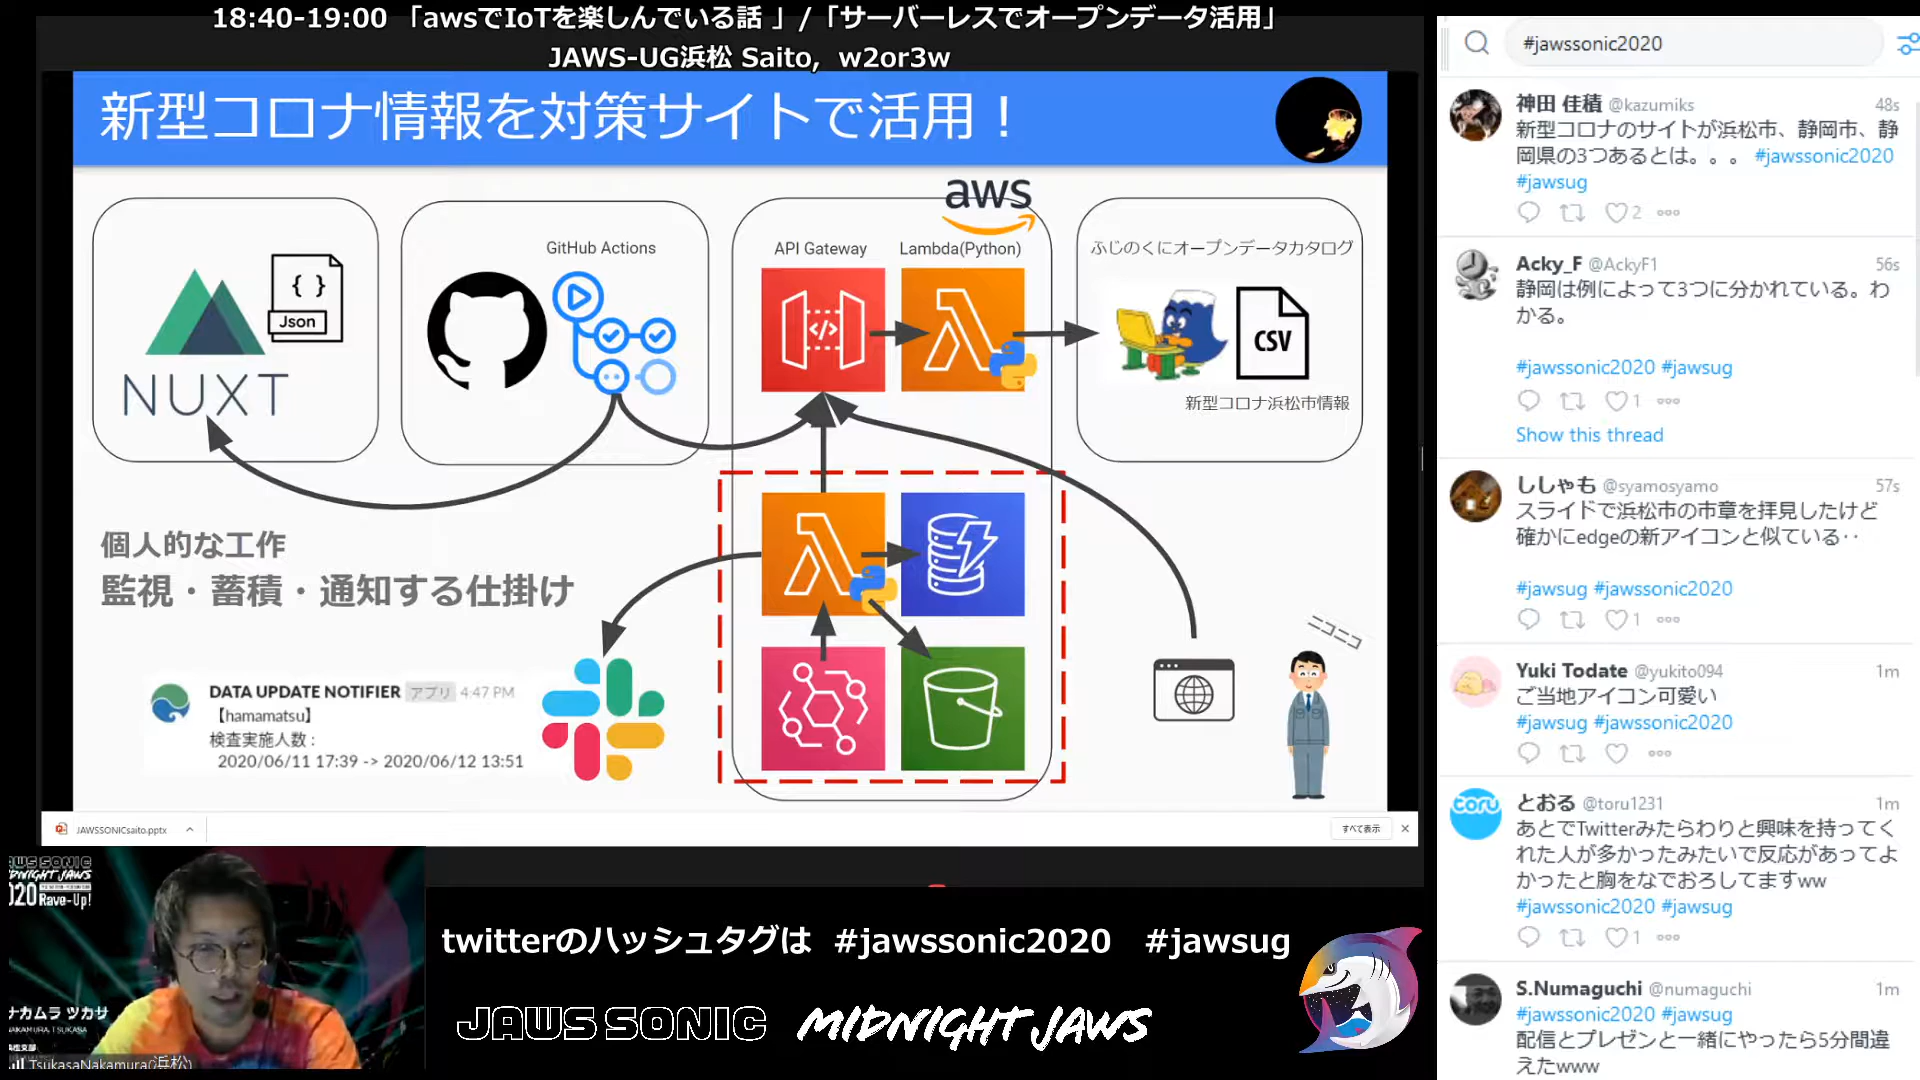 18:40-19:00 「awsでIoTを楽しんでいる話 」/「サーバーレスでオープンデータ活用」
JAWS-UG浜松 Saito, w2or3w
新型コロナ情報を対策サイトで活用！
aws
GitHub Actions
API Gateway
Lambda(Python)
ふじのくにオープンデータカタログ
{ }
Json
NUXT
</>
CSV
新型コロナ浜松市情報
個人的な工作
監視・蓄積・通知する仕掛け
DATA UPDATE NOTIFIER アプリ 4:47 PM
【hamamatsu】
検査実施人数 :
2020/06/11 17:39 -> 2020/06/12 13:51
JAWSSONICsaito.pptx
すべて表示
JAWS SONIC
MIDNIGHT JAWS
2020 Rave-Up!
ナカムラ ツカサ
NAKAMURA, TSUKASA
TsukasaNakamura(浜松)
twitterのハッシュタグは #jawssonic2020 #jawsug
JAWS SONIC MIDNIGHT JAWS
#jawssonic2020
神田 佳積 @kazumiks 48s
新型コロナのサイトが浜松市、静岡市、静
岡県の3つあるとは。。。 #jawssonic2020
#jawsug
2
Acky_F @AckyF1 56s
静岡は例によって3つに分かれている。わ
かる。
#jawssonic2020 #jawsug
1
Show this thread
ししゃも @syamosyamo 57s
スライドで浜松市の市章を拝見したけど
確かにedgeの新アイコンと似ている‥
#jawsug #jawssonic2020
1
Yuki Todate @yukito094 1m
ご当地アイコン可愛い
#jawsug #jawssonic2020
toru
とおる @toru1231 1m
あとでTwitterみたらわりと興味を持ってく
れた人が多かったみたいで反応があってよ
かったと胸をなでおろしてますww
#jawssonic2020 #jawsug
1
S.Numaguchi @numaguchi 1m
#jawssonic2020 #jawsug
配信とプレゼンと一緒にやったら5分間違
えたwww